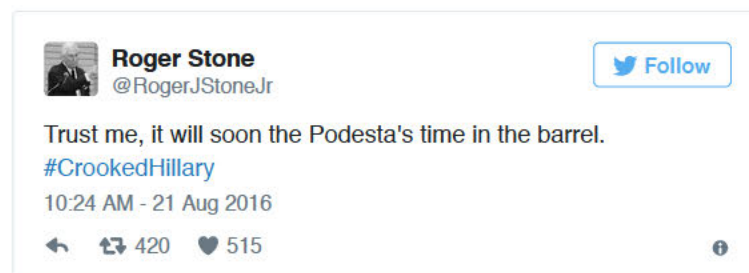 Roger Stone
@RogerJStoneJr
Follow
Trust me, it will soon the Podesta's time in the barrel.
#CrookedHillary
10:24 AM - 21 Aug 2016
420 515